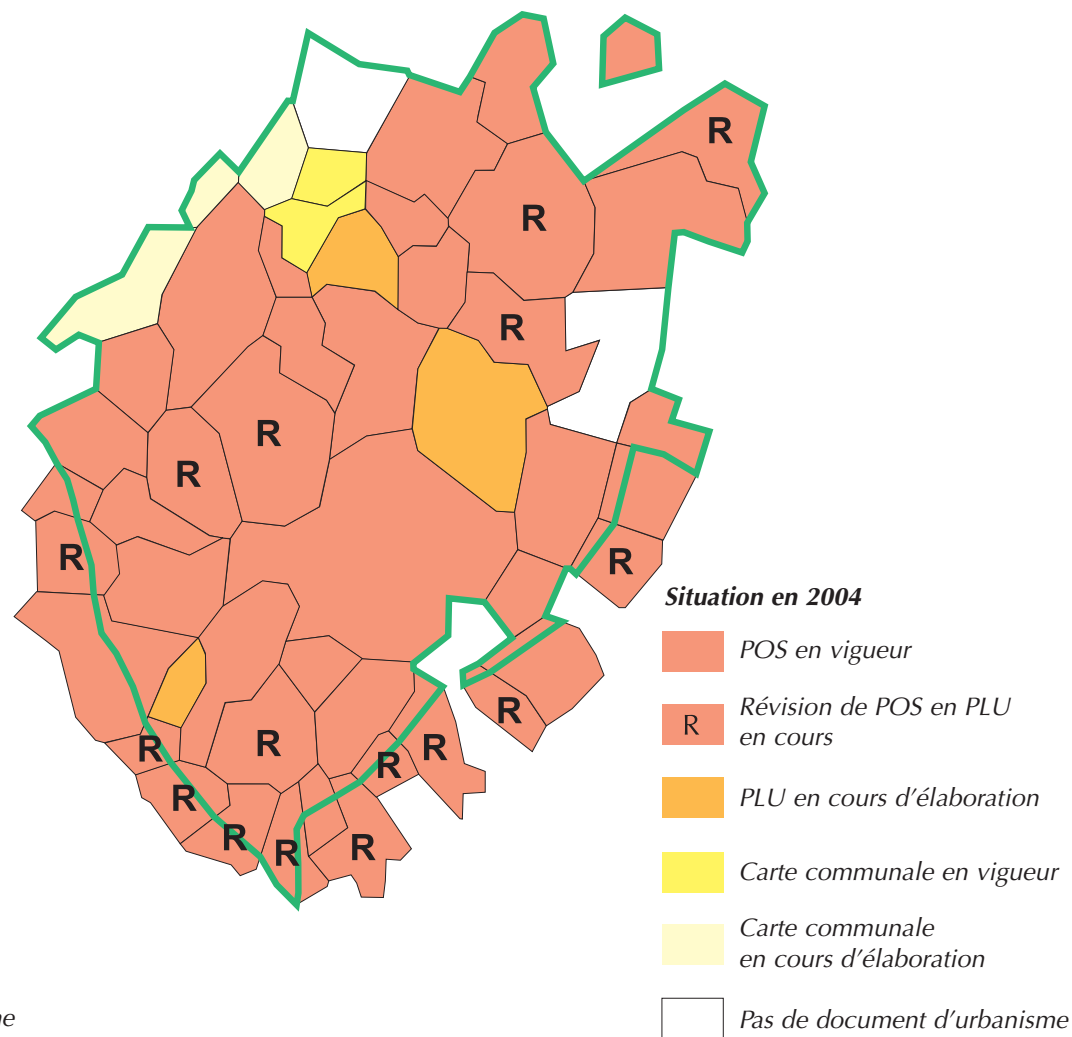 R
R
R
R
R
R
R
Situation en 2004
POS en vigueur
R
Révision de POS en PLU
R
en cours
R
R
R
R
R
PLU en cours d'élaboration
R
R
R
R
Carte communale en vigueur
Carte communale
en cours d'élaboration
Pas de document d'urbanisme